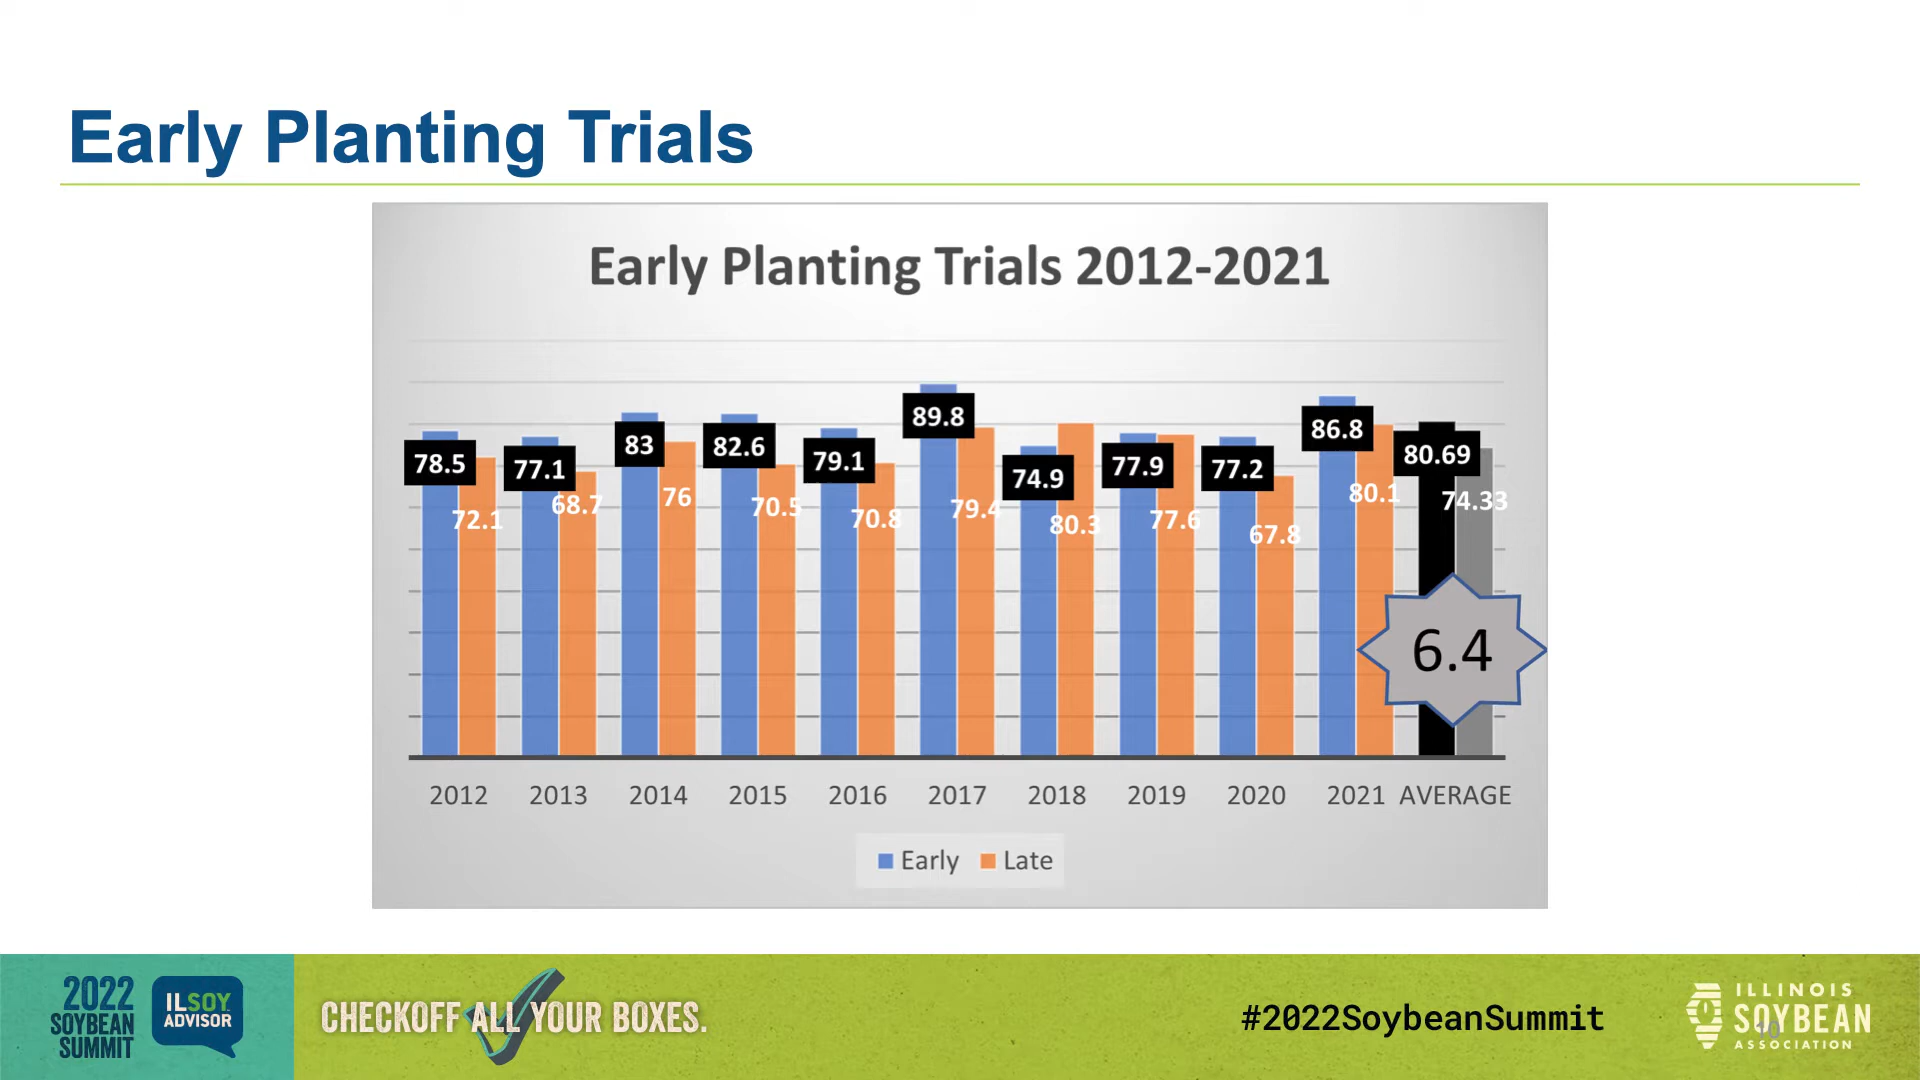 Early Planting Trials
Early Planting Trials 2012-2021
78.5
72.1
77.1
68.7
83
76
82.6
70.5
79.1
70.8
89.8
79.4
74.9
80.3
77.9
77.6
77.2
67.8
86.8
80.1
80.69
74.33
6.4
2012 2013 2014 2015 2016 2017 2018 2019 2020 2021 AVERAGE
Early Late
2022
SOYBEAN
SUMMIT
ILSOY
ADVISOR
CHECKOFF ALL YOUR BOXES.
#2022SoybeanSummit
ILLINOIS
SOYBEAN
ASSOCIATION
10